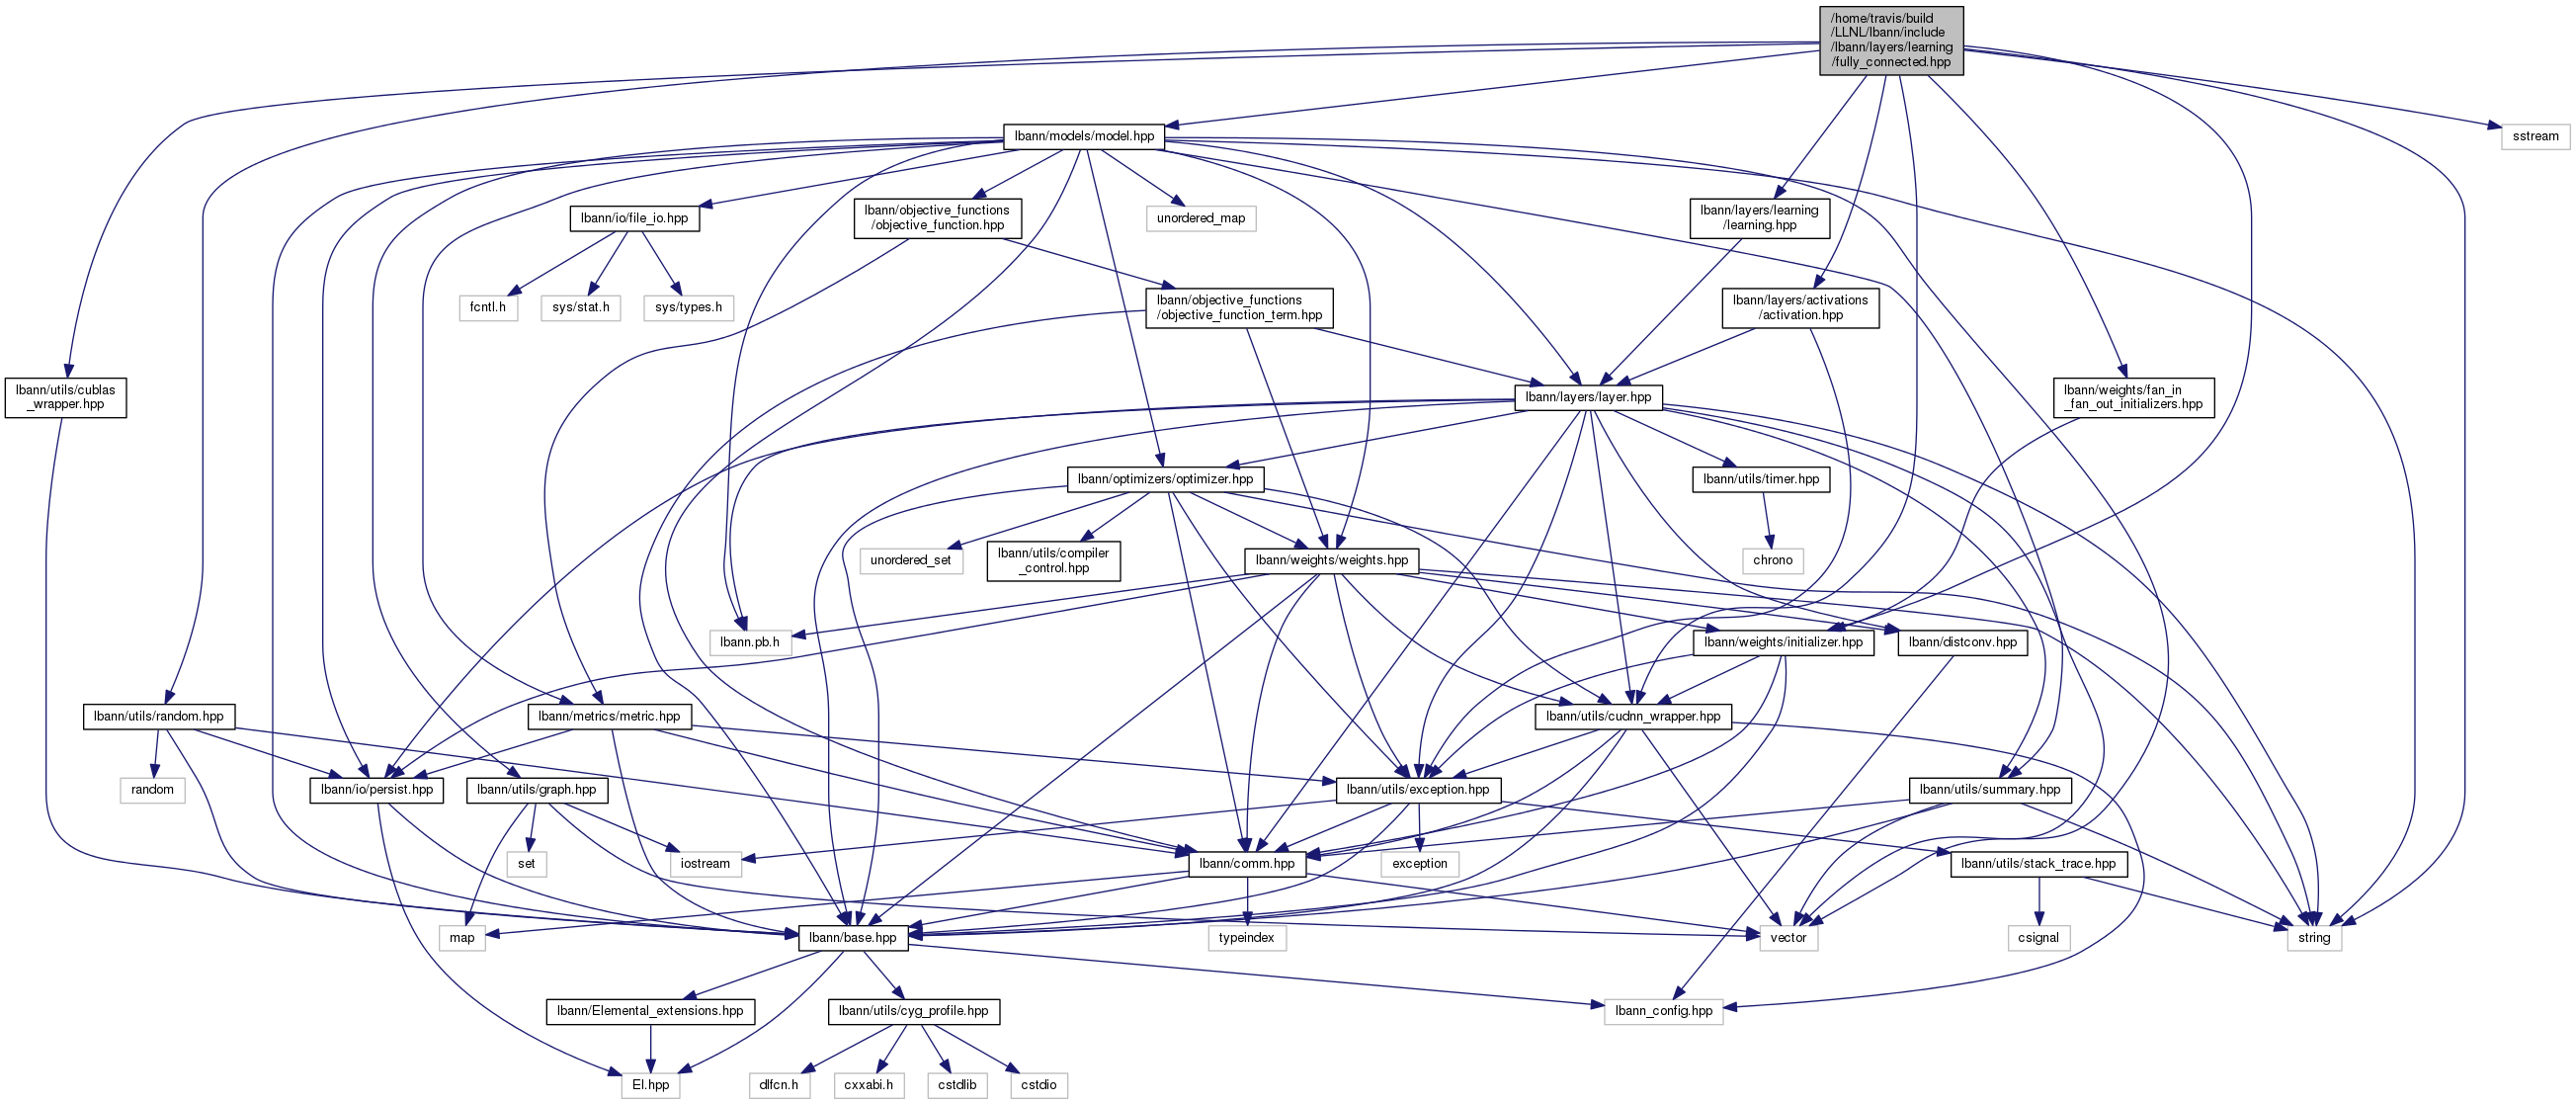 /home/travis/build
/LLNL/lbann/include
/lbann/layers/learning
/fully_connected.hpp
lbann/models/model.hpp
sstream
lbann/io/file_io.hpp
lbann/objective_functions
/objective_function.hpp
unordered_map
lbann/layers/learning
/learning.hpp
fcntl.h
sys/stat.h
sys/types.h
lbann/objective_functions
/objective_function_term.hpp
lbann/layers/activations
/activation.hpp
lbann/utils/cublas
_wrapper.hpp
lbann/layers/layer.hpp
lbann/weights/fan_in
_fan_out_initializers.hpp
lbann/optimizers/optimizer.hpp
lbann/utils/timer.hpp
unordered_set
lbann/utils/compiler
_control.hpp
lbann/weights/weights.hpp
chrono
lbann.pb.h
lbann/weights/initializer.hpp
lbann/distconv.hpp
lbann/utils/random.hpp
lbann/metrics/metric.hpp
lbann/utils/cudnn_wrapper.hpp
random
lbann/io/persist.hpp
lbann/utils/graph.hpp
lbann/utils/exception.hpp
lbann/utils/summary.hpp
set
iostream
lbann/comm.hpp
exception
lbann/utils/stack_trace.hpp
map
lbann/base.hpp
typeindex
vector
csignal
string
lbann/Elemental_extensions.hpp
lbann/utils/cyg_profile.hpp
lbann_config.hpp
El.hpp
dlfcn.h
cxxabi.h
cstdlib
cstdio